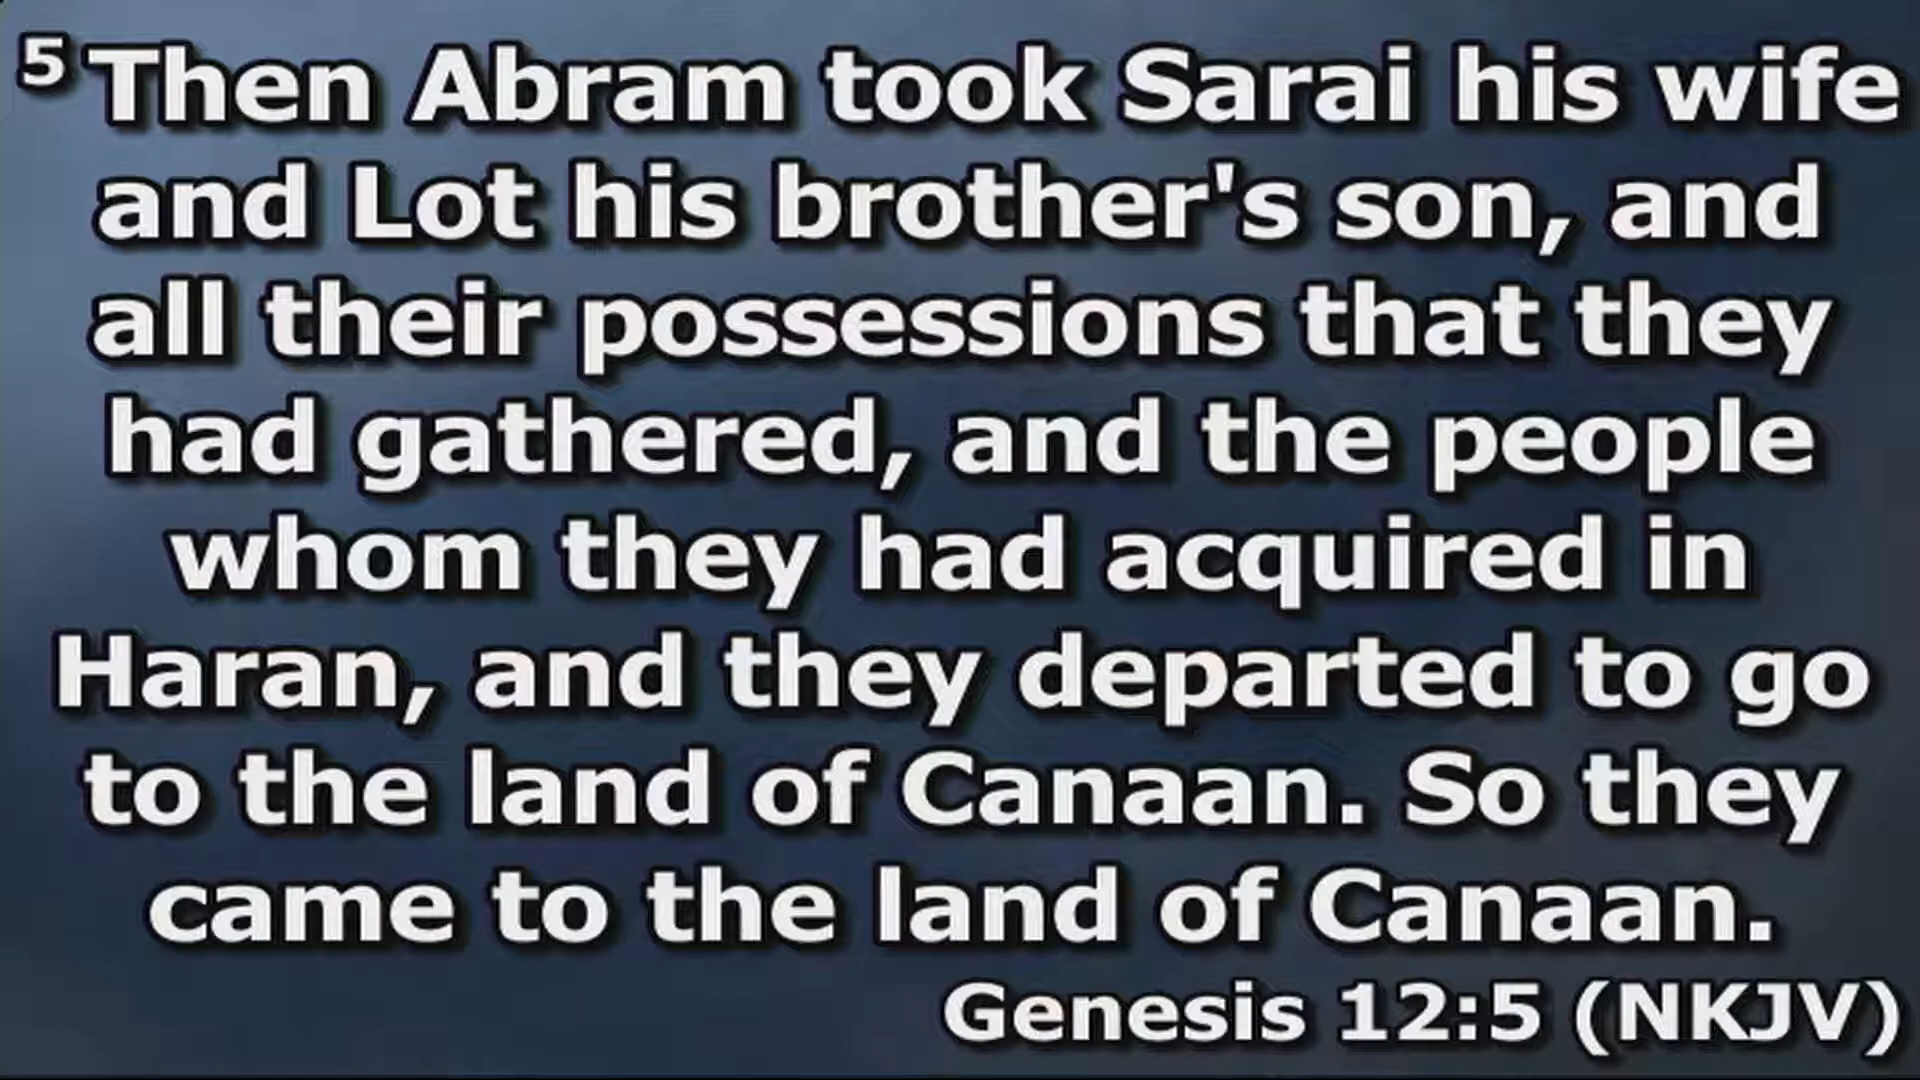 5 Then Abram took Sarai his wife
and Lot his brother's son, and
all their possessions that they
had gathered, and the people
whom they had acquired in
Haran, and they departed to go
to the land of Canaan. So they
came to the land of Canaan.
Genesis 12:5 (NKJV)